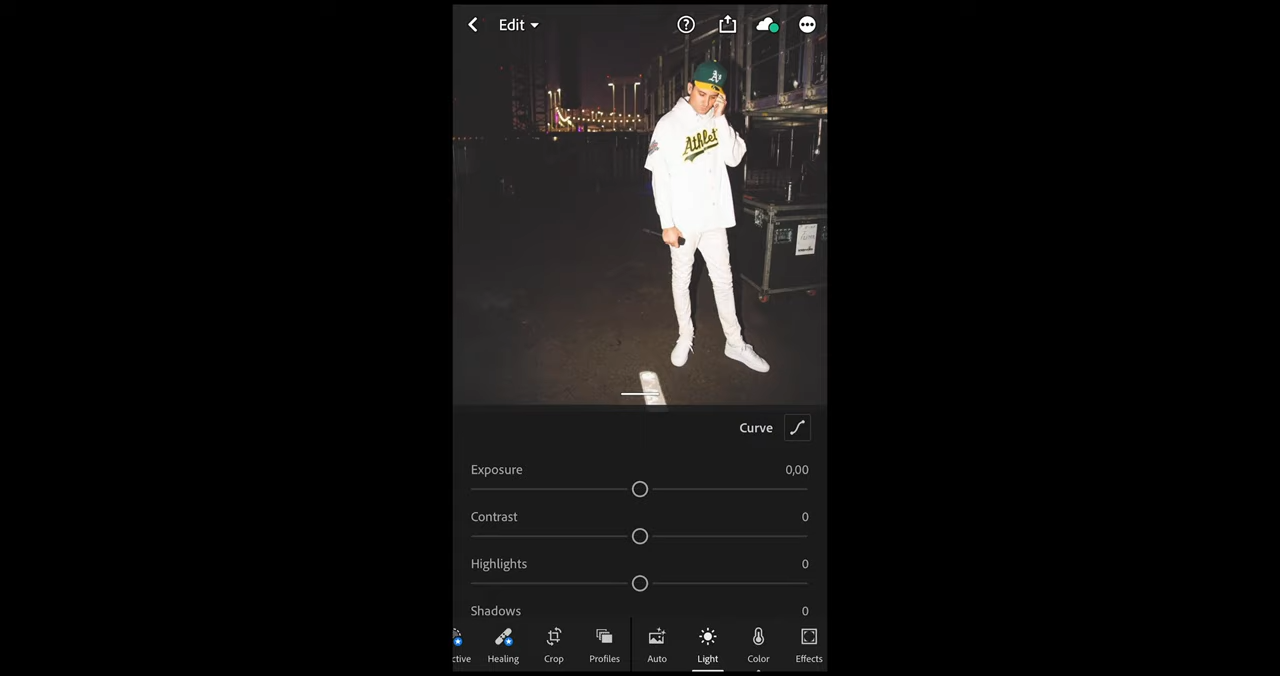 Edit
A's
Athlet
Curve
Exposure 0,00
Contrast 0
Highlights 0
Shadows 0
ctive Healing Crop Profiles Auto Light Color Effects